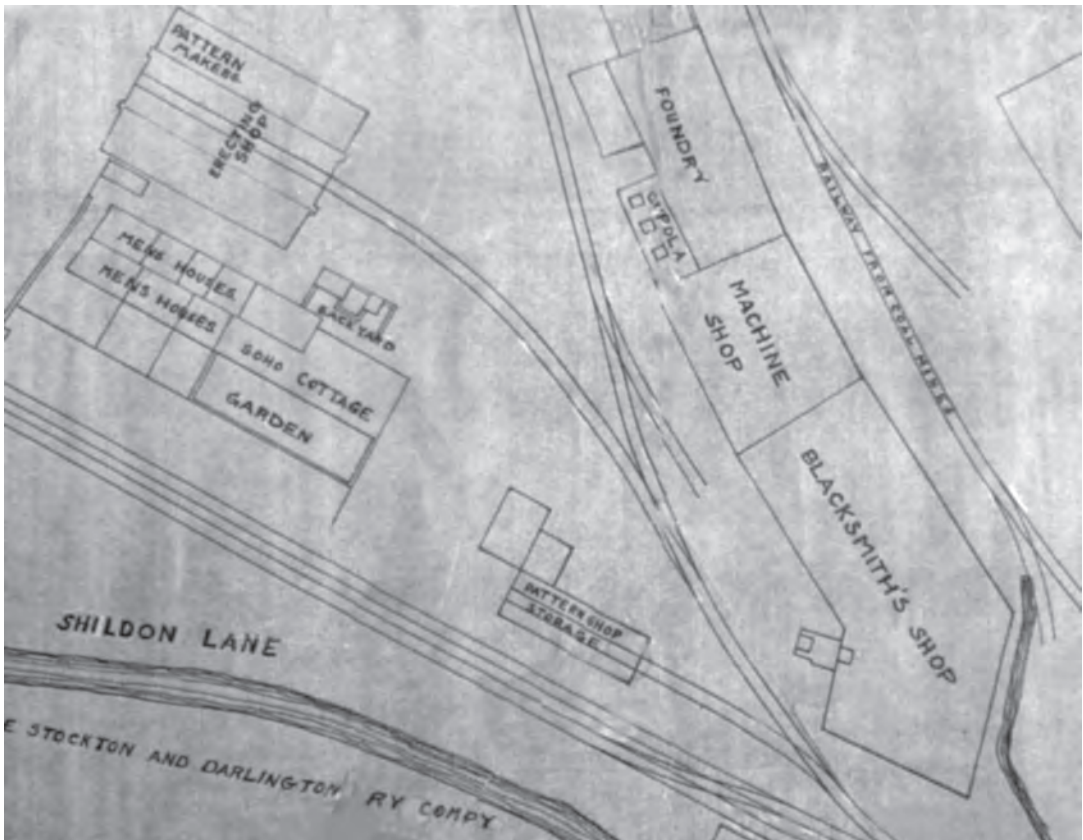 PATTERN
MAKERS
ERECTING
SHOP
FOUNDRY
CUPOLA
RAILWAY FROM COAL MINES
MENS HOUSES
MENS HOUSES
BACKYARD
SOHO COTTAGE
GARDEN
MACHINE
SHOP
BLACKSMITH'S SHOP
PATTERN SHOP
STORAGE
SHILDON LANE
E STOCKTON AND DARLINGTON RY COMPY